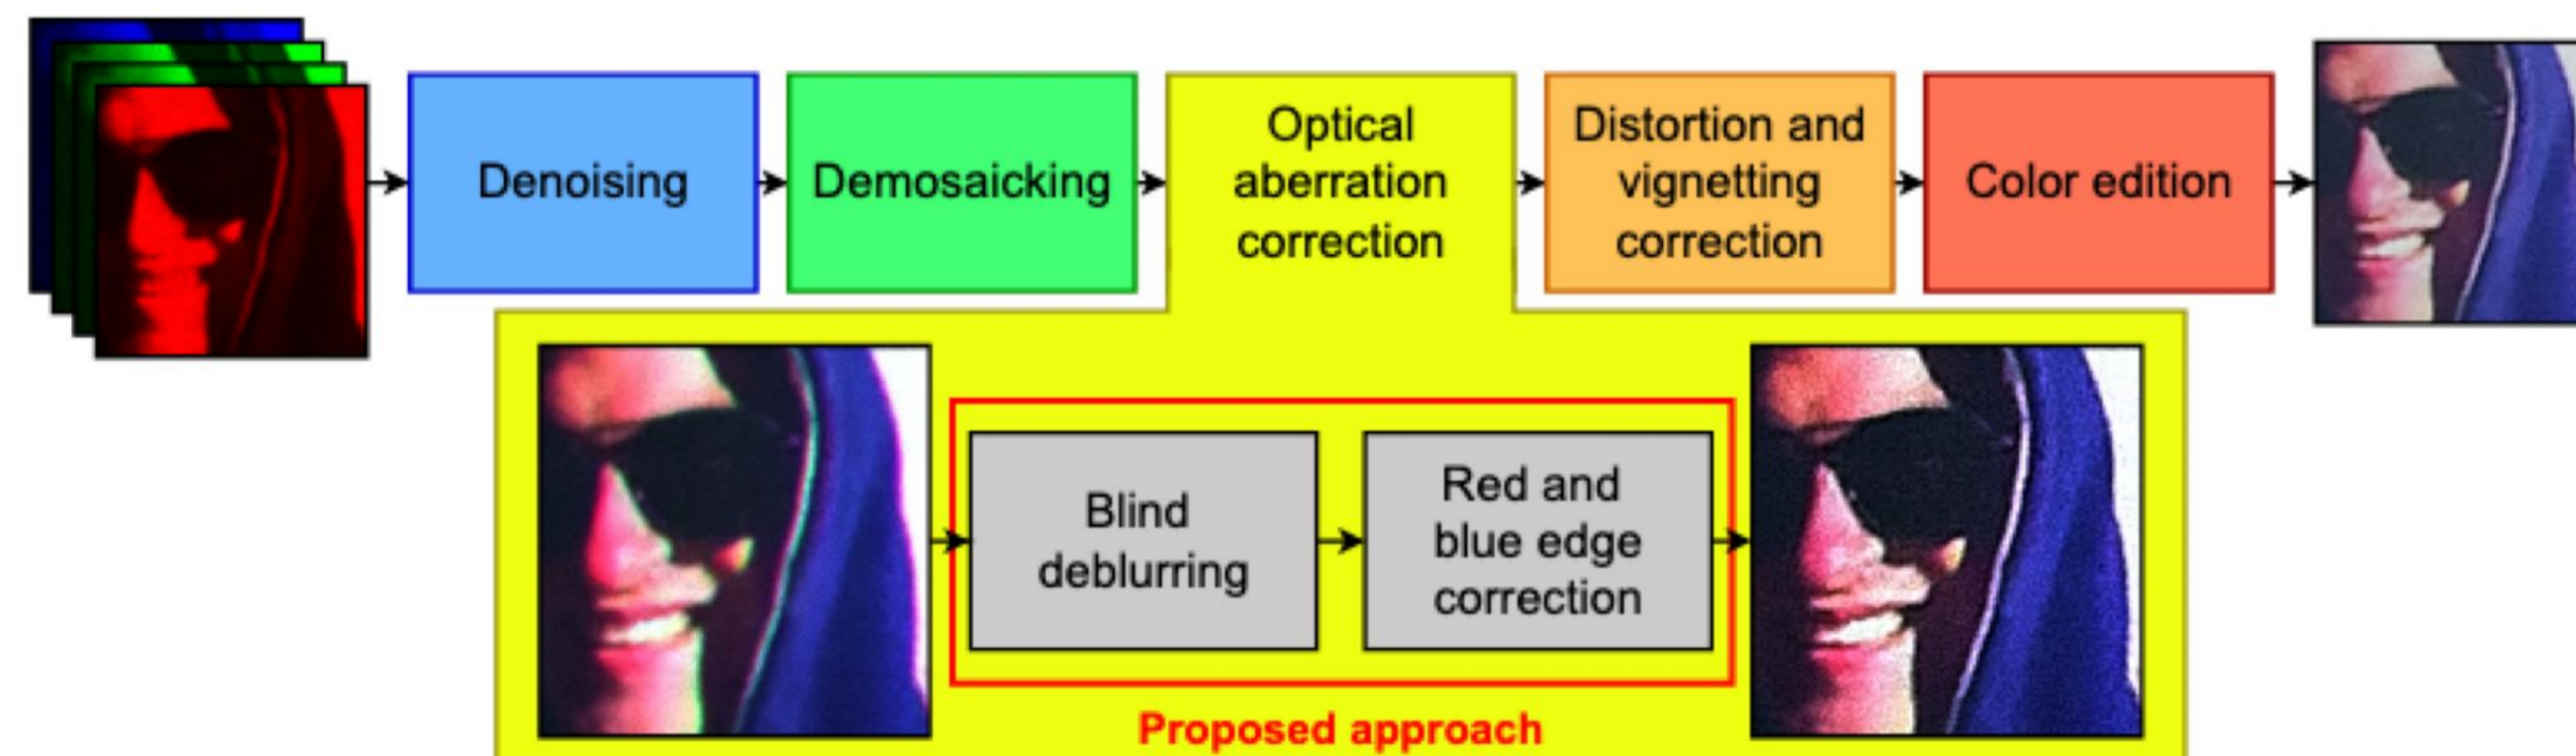 Denoising
Demosaicking
Optical
aberration
correction
Distortion and
vignetting
correction
Color edition
Blind
deblurring
Red and
blue edge
correction
Proposed approach